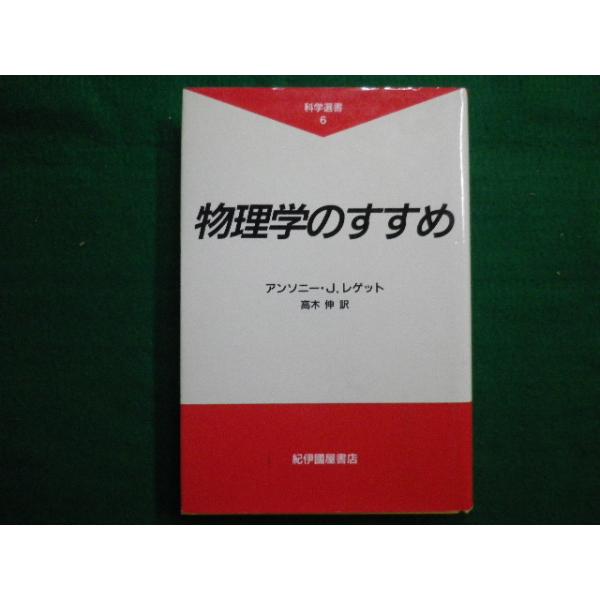 科学選書
6
物理学のすすめ
アンソニー・J.レゲット
高木 伸 訳
紀伊國屋書店